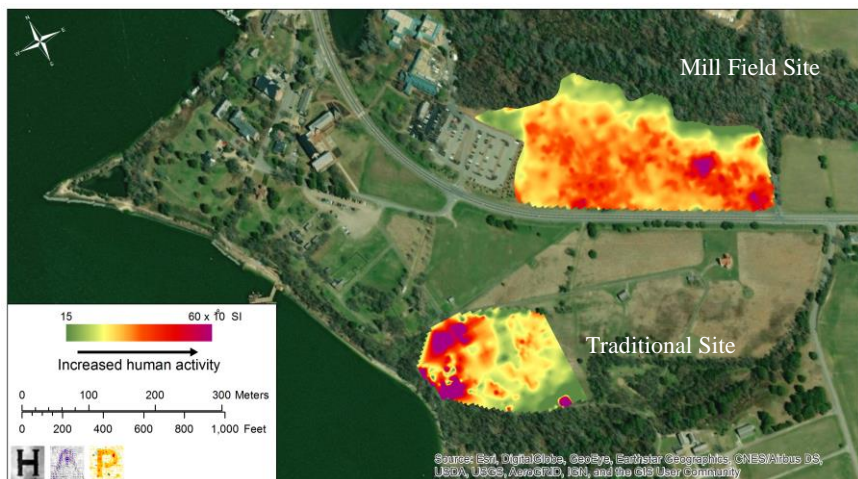 N
E
S
W
Mill Field Site
Traditional Site
15
60 x 10 SI
Increased human activity
0 100 200 300 Meters
0 200 400 600 800 1,000 Feet
H A P
Source: Esri, DigitalGlobe, GeoEye, Earthstar Geographics, CNES/Airbus DS,
USDA, USGS, AeroGRID, IGN, and the GIS User Community